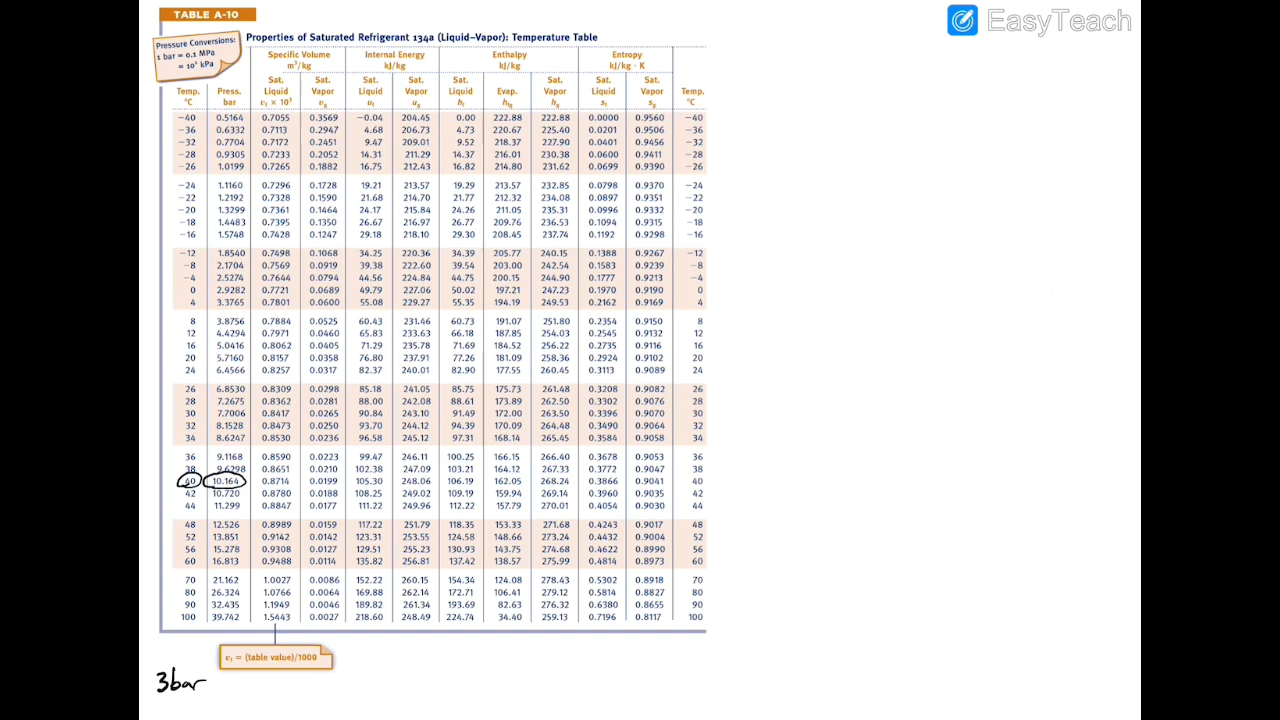 TABLE A-10
EasyTeach
Pressure Conversions:
1 bar = 0.1 MPa
= 10² kPa
Properties of Saturated Refrigerant 134a (Liquid–Vapor): Temperature Table
Specific Volume Internal Energy Enthalpy Entropy
m³/kg kJ/kg kJ/kg kJ/kg · K
Sat. Sat. Sat. Sat. Sat. Sat. Sat. Sat.
Temp. Press. Liquid Vapor Liquid Vapor Liquid Evap. Vapor Liquid Vapor Temp.
°C bar vf × 10³ vg uf ug hf hfg hg sf sg °C
−40 0.5164 0.7055 0.3569 −0.04 204.45 0.00 222.88 222.88 0.0000 0.9560 −40
−36 0.6332 0.7113 0.2947 4.68 206.73 4.73 220.67 225.40 0.0201 0.9506 −36
−32 0.7704 0.7172 0.2451 9.47 209.01 9.52 218.37 227.90 0.0401 0.9456 −32
−28 0.9305 0.7233 0.2052 14.31 211.29 14.37 216.01 230.38 0.0600 0.9411 −28
−26 1.0199 0.7265 0.1882 16.75 212.43 16.82 214.80 231.62 0.0699 0.9390 −26
−24 1.1160 0.7296 0.1728 19.21 213.57 19.29 213.57 232.85 0.0798 0.9370 −24
−22 1.2192 0.7328 0.1590 21.68 214.70 21.77 212.32 234.08 0.0897 0.9351 −22
−20 1.3299 0.7361 0.1464 24.17 215.84 24.26 211.05 235.31 0.0996 0.9332 −20
−18 1.4483 0.7395 0.1350 26.67 216.97 26.77 209.76 236.53 0.1094 0.9315 −18
−16 1.5748 0.7428 0.1247 29.18 218.10 29.30 208.45 237.74 0.1192 0.9298 −16
−12 1.8540 0.7498 0.1068 34.25 220.36 34.39 205.77 240.15 0.1388 0.9267 −12
−8 2.1704 0.7569 0.0919 39.38 222.60 39.54 203.00 242.54 0.1583 0.9239 −8
−4 2.5274 0.7644 0.0794 44.56 224.84 44.75 200.15 244.90 0.1777 0.9213 −4
0 2.9282 0.7721 0.0689 49.79 227.06 50.02 197.21 247.23 0.1970 0.9190 0
4 3.3765 0.7801 0.0600 55.08 229.27 55.35 194.19 249.53 0.2162 0.9169 4
8 3.8756 0.7884 0.0525 60.43 231.46 60.73 191.07 251.80 0.2354 0.9150 8
12 4.4294 0.7971 0.0460 65.83 233.63 66.18 187.85 254.03 0.2545 0.9132 12
16 5.0416 0.8062 0.0405 71.29 235.78 71.69 184.52 256.22 0.2735 0.9116 16
20 5.7160 0.8157 0.0358 76.80 237.91 77.26 181.09 258.36 0.2924 0.9102 20
24 6.4566 0.8257 0.0317 82.37 240.01 82.90 177.55 260.45 0.3113 0.9089 24
26 6.8530 0.8309 0.0298 85.18 241.05 85.75 175.73 261.48 0.3208 0.9082 26
28 7.2675 0.8362 0.0281 88.00 242.08 88.61 173.89 262.50 0.3302 0.9076 28
30 7.7006 0.8417 0.0265 90.84 243.10 91.49 172.00 263.50 0.3396 0.9070 30
32 8.1528 0.8473 0.0250 93.70 244.12 94.39 170.09 264.48 0.3490 0.9064 32
34 8.6247 0.8530 0.0236 96.58 245.12 97.31 168.14 265.45 0.3584 0.9058 34
36 9.1168 0.8590 0.0223 99.47 246.11 100.25 166.15 266.40 0.3678 0.9053 36
38 9.6298 0.8651 0.0210 102.38 247.09 103.21 164.12 267.33 0.3772 0.9047 38
40 10.164 0.8714 0.0199 105.30 248.06 106.19 162.05 268.24 0.3866 0.9041 40
42 10.720 0.8780 0.0188 108.25 249.02 109.19 159.94 269.14 0.3960 0.9035 42
44 11.299 0.8847 0.0177 111.22 249.96 112.22 157.79 270.01 0.4054 0.9030 44
48 12.526 0.8989 0.0159 117.22 251.79 118.35 153.33 271.68 0.4243 0.9017 48
52 13.851 0.9142 0.0142 123.31 253.55 124.58 148.66 273.24 0.4432 0.9004 52
56 15.278 0.9308 0.0127 129.51 255.23 130.93 143.75 274.68 0.4622 0.8990 56
60 16.813 0.9488 0.0114 135.82 256.81 137.42 138.57 275.99 0.4814 0.8973 60
70 21.162 1.0027 0.0086 152.22 260.15 154.34 124.08 278.43 0.5302 0.8918 70
80 26.324 1.0766 0.0064 169.88 262.14 172.71 106.41 279.12 0.5814 0.8827 80
90 32.435 1.1949 0.0046 189.82 261.34 193.69 82.63 276.32 0.6380 0.8655 90
100 39.742 1.5443 0.0027 218.60 248.49 224.74 34.40 259.13 0.7196 0.8117 100
vf = (table value)/1000
3bar